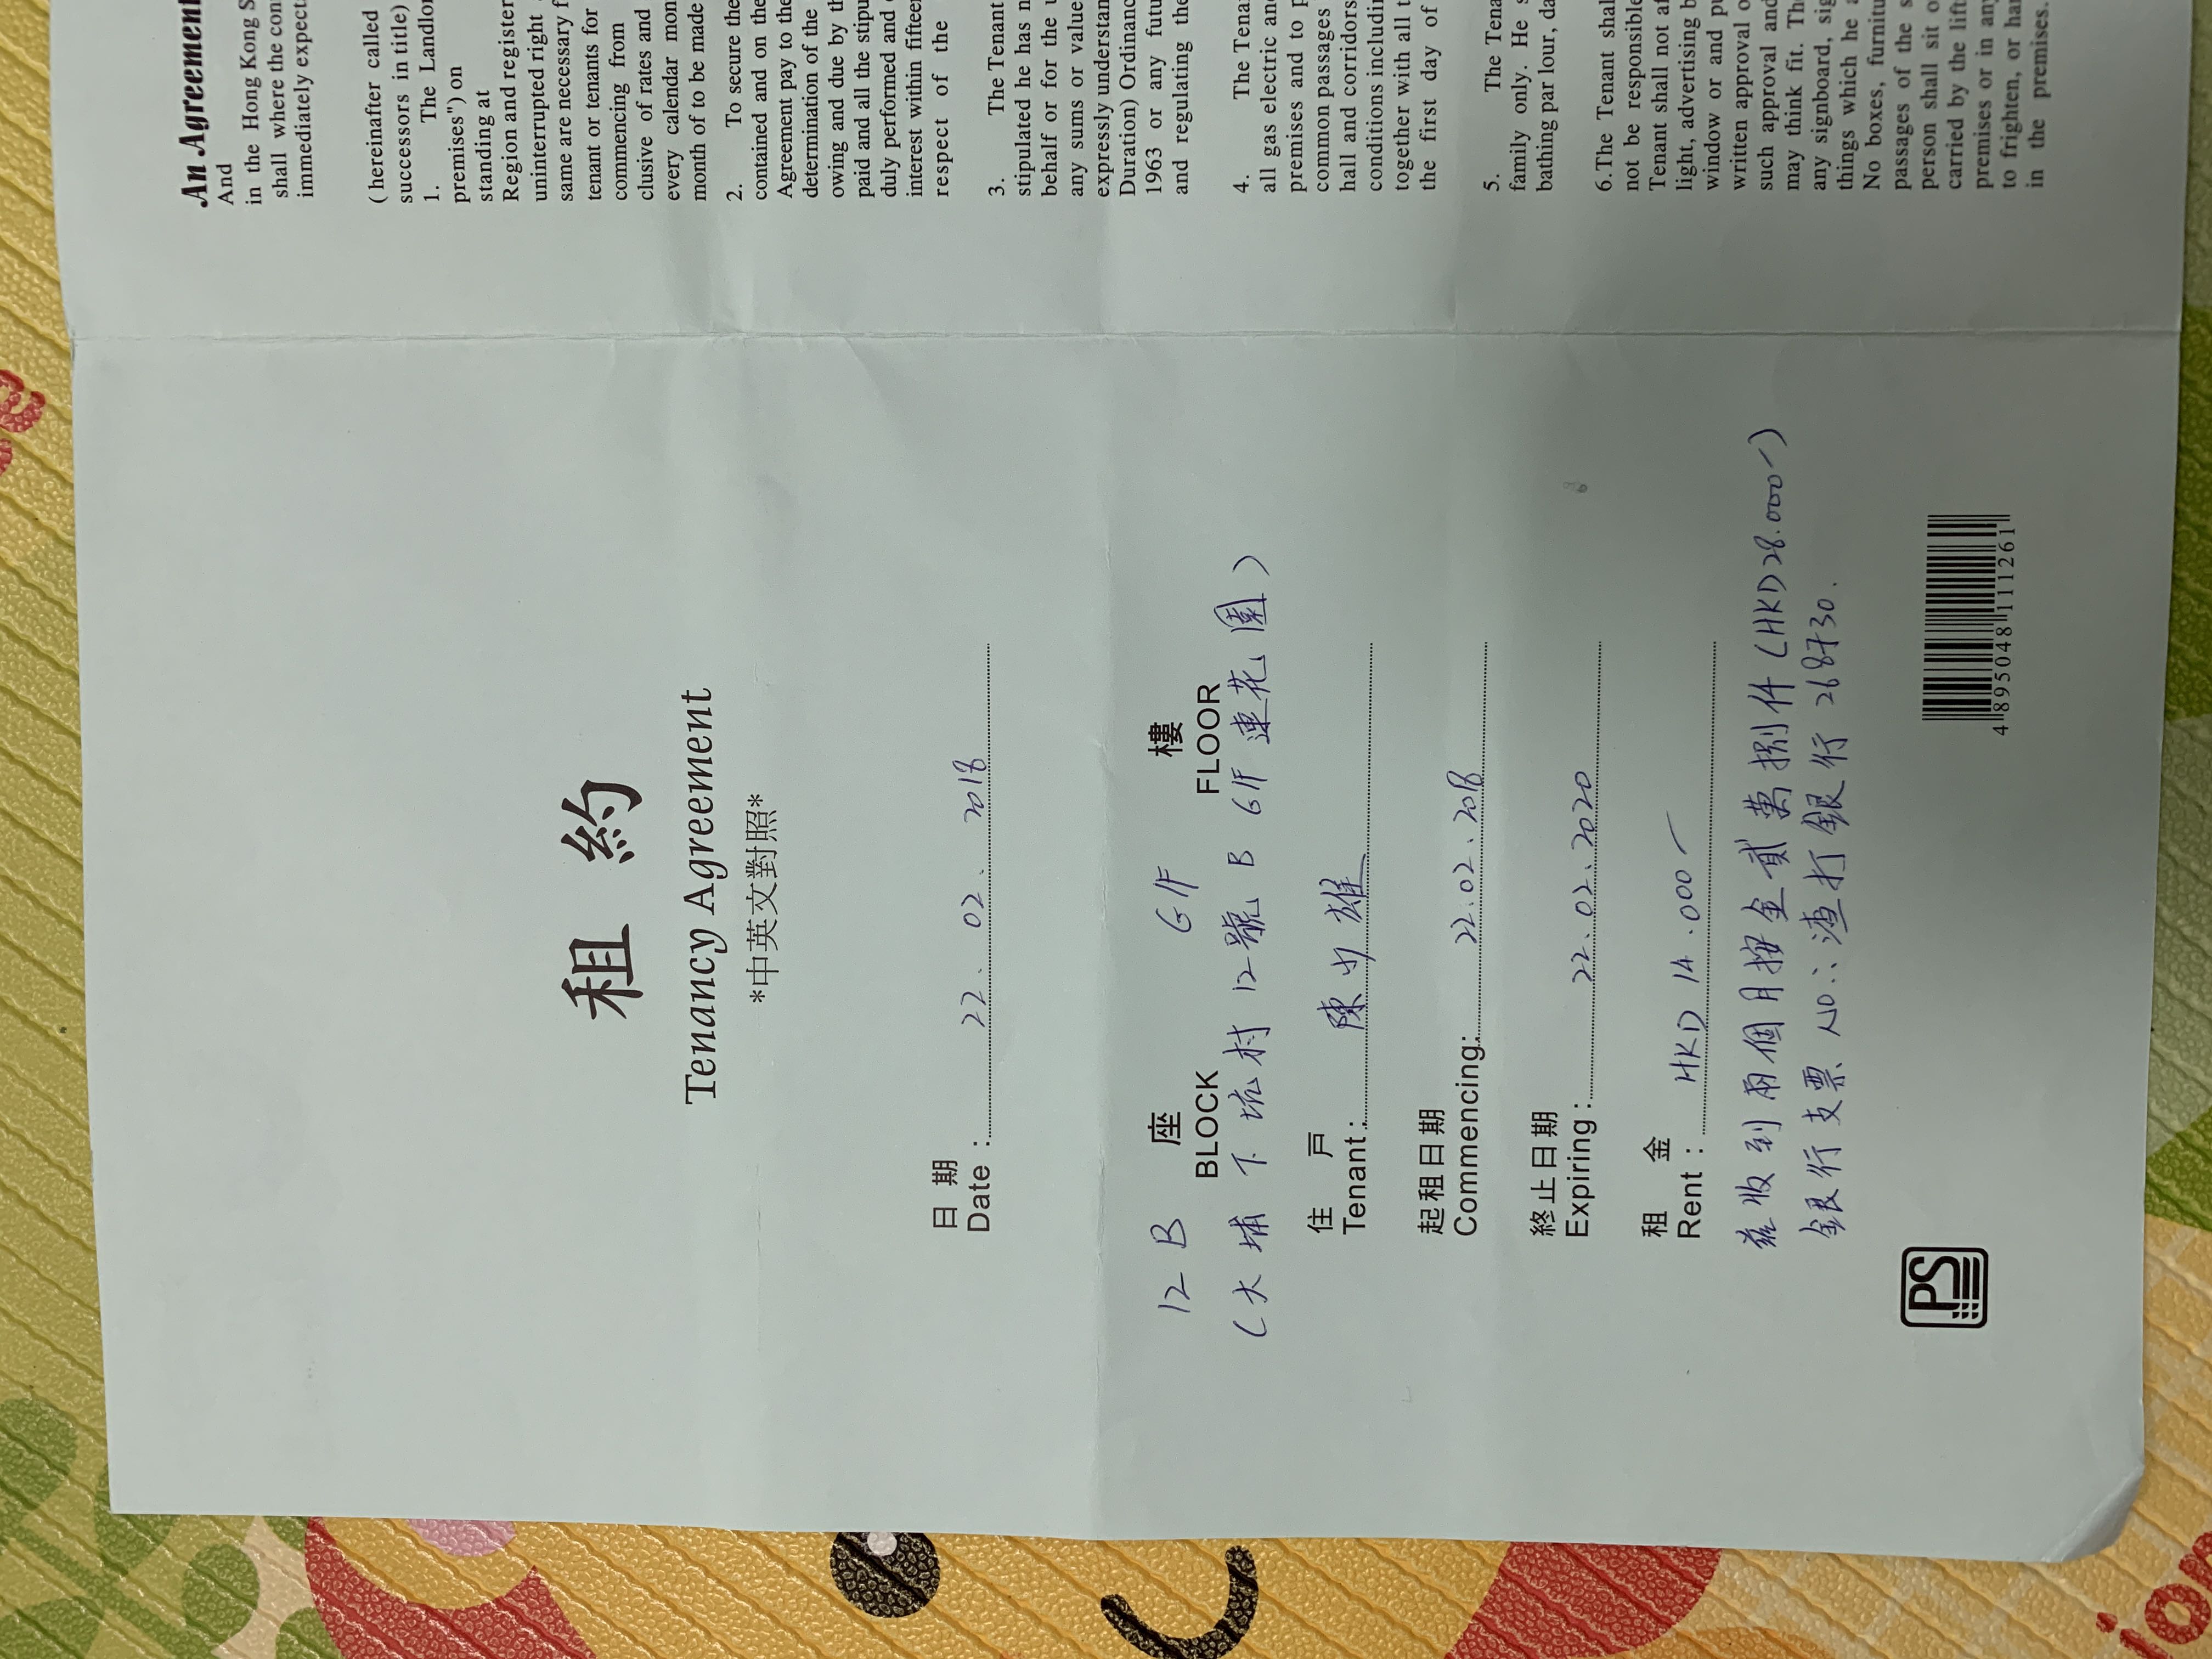 租約
Tenancy Agreement
*中英文對照*
日期
Date : 22. 02. 2018
12 B 座 G/F 樓
BLOCK FLOOR
(大埔下坑村12號 B G/F 連花園)
住戶
Tenant: 陳 雄
起租日期
Commencing: 22.02.2018
終止日期
Expiring: 22.02.2020
租金
Rent : HKD 14.000
茲收到兩個月按金貳萬捌仟(HKD28.000)
銀行支票 NO: 渣打銀行 268730.
PS
4 895048 111261
An Agreement
And
in the Hong Kong S
shall where the con
immediately expect
( hereinafter called
successors in title)
1. The Landlor
premises") on
standing at
Region and register
uninterrupted right
same are necessary f
tenant or tenants for
commencing from
clusive of rates and
every calendar mon
month of to be made
2. To secure the
contained and on the
Agreement pay to the
determination of the
owing and due by th
paid and all the stipu
duly performed and
interest within fifteen
respect of the
3. The Tenant
stipulated he has n
behalf or for the u
any sums or value
expressly understan
Duration) Ordinanc
1963 or any futu
and regulating the
4. The Tena
all gas electric and
premises and to p
common passages
hall and corridors
conditions includin
together with all t
the first day of
5. The Tena
family only. He s
bathing par lour, da
6.The Tenant shal
not be responsible
Tenant shall not af
light, advertising b
window or and pu
written approval o
such approval and
may think fit. Th
any signboard, sig
things which he a
No boxes, furnitu
passages of the s
person shall sit o
carried by the lift
premises or in any
to frighten, or har
in the premises.